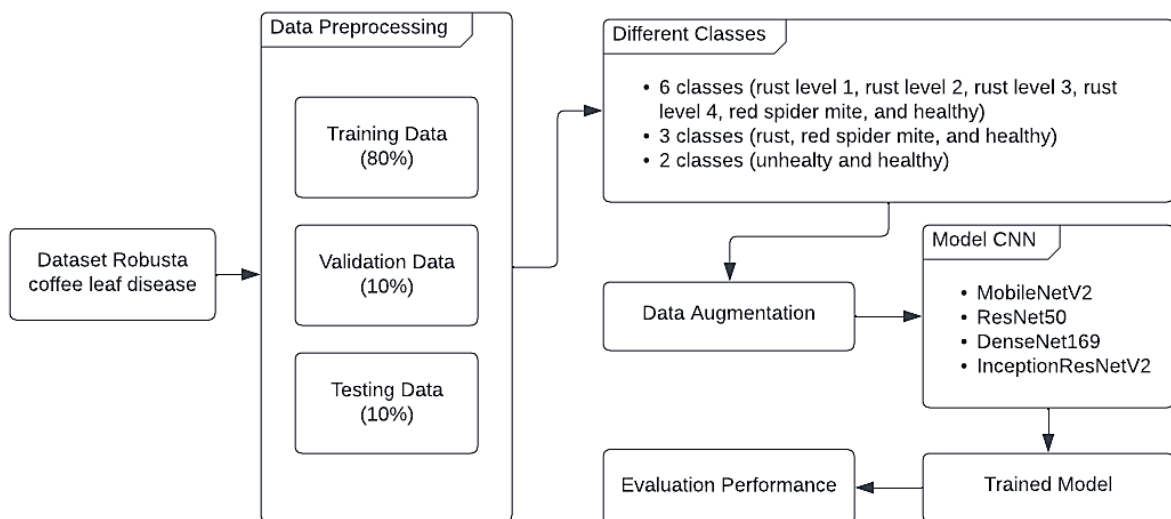 Data Preprocessing
Training Data
(80%)
Validation Data
(10%)
Testing Data
(10%)
Dataset Robusta
coffee leaf disease
Different Classes
• 6 classes (rust level 1, rust level 2, rust level 3, rust
level 4, red spider mite, and healthy)
• 3 classes (rust, red spider mite, and healthy)
• 2 classes (unhealty and healthy)
Data Augmentation
Model CNN
• MobileNetV2
• ResNet50
• DenseNet169
• InceptionResNetV2
Evaluation Performance
Trained Model